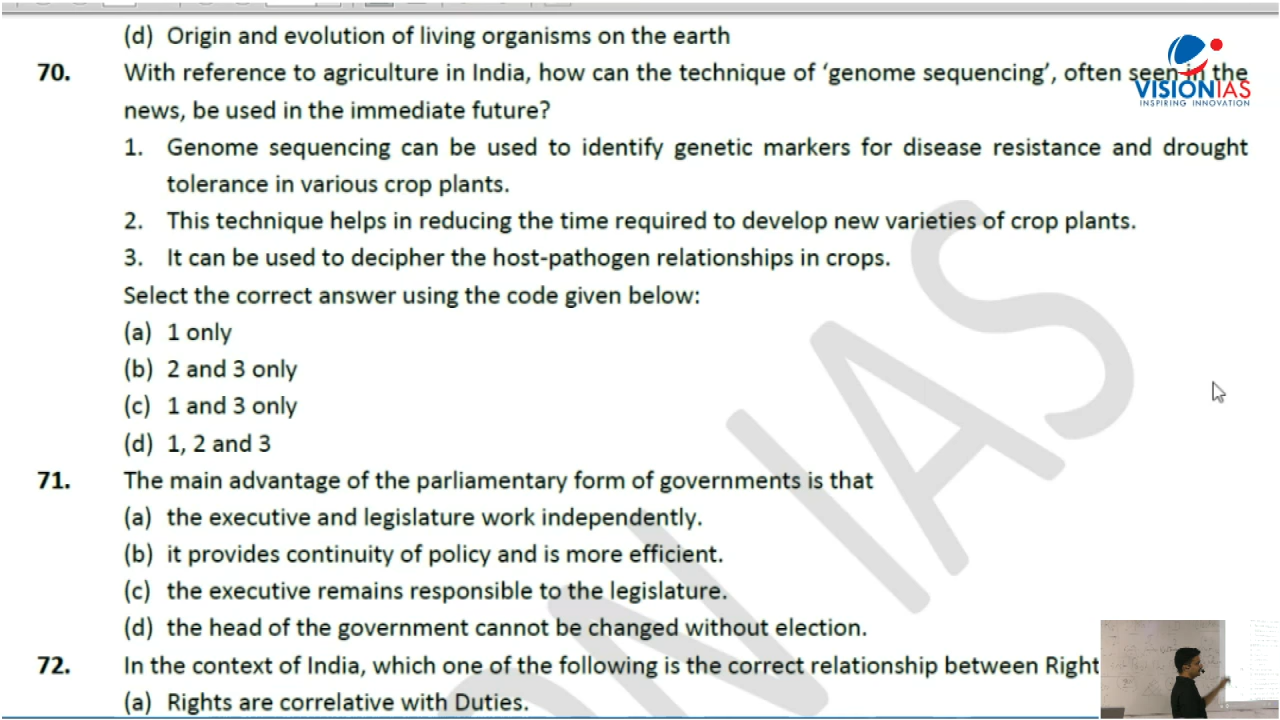 (d) Origin and evolution of living organisms on the earth
70. With reference to agriculture in India, how can the technique of ‘genome sequencing’, often seen in the
news, be used in the immediate future?
1. Genome sequencing can be used to identify genetic markers for disease resistance and drought
tolerance in various crop plants.
2. This technique helps in reducing the time required to develop new varieties of crop plants.
3. It can be used to decipher the host-pathogen relationships in crops.
Select the correct answer using the code given below:
(a) 1 only
(b) 2 and 3 only
(c) 1 and 3 only
(d) 1, 2 and 3
71. The main advantage of the parliamentary form of governments is that
(a) the executive and legislature work independently.
(b) it provides continuity of policy and is more efficient.
(c) the executive remains responsible to the legislature.
(d) the head of the government cannot be changed without election.
72. In the context of India, which one of the following is the correct relationship between Right
(a) Rights are correlative with Duties.
VISIONIAS
INSPIRING INNOVATION
ON IAS